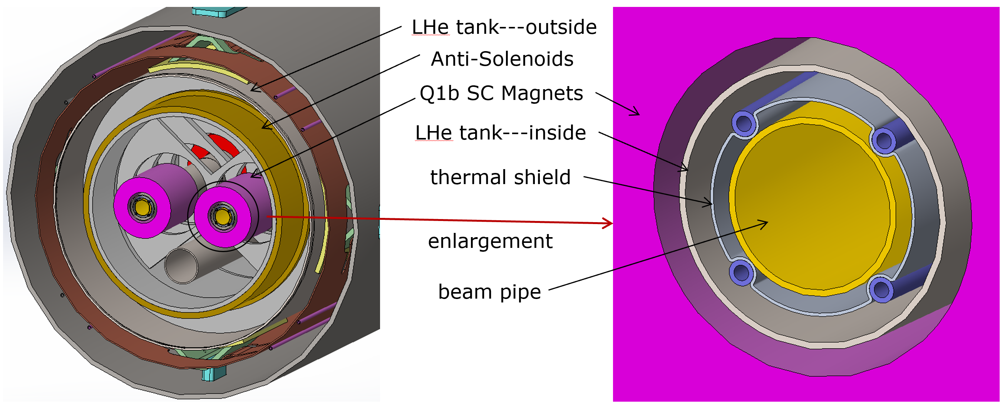 LHe tank---outside
Anti-Solenoids
Q1b SC Magnets
LHe tank---inside
thermal shield
enlargement
beam pipe